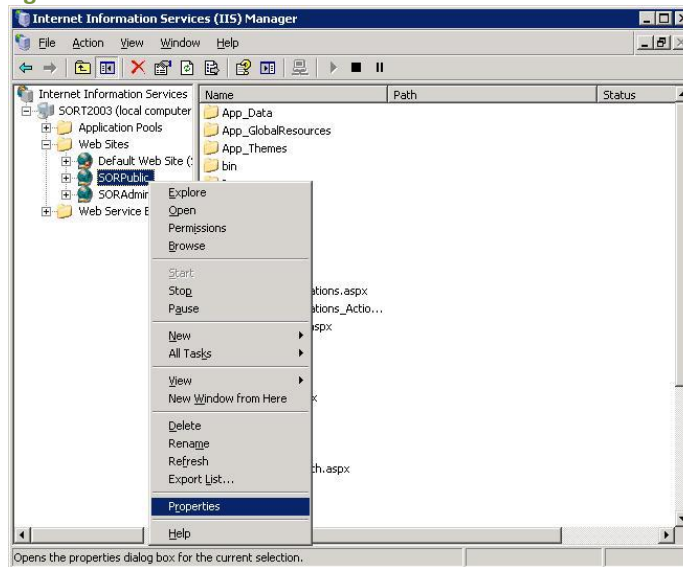 Internet Information Services (IIS) Manager
File Action View Window Help
Internet Information Services
SORT2003 (local computer
Application Pools
Web Sites
Default Web Site (
SORPublic
SORAdmin
Web Service E
Name Path Status
App_Data
App_GlobalResources
App_Themes
bin
ations.aspx
ations_Actio...
aspx
x
ch.aspx
Explore
Open
Permissions
Browse
Start
Stop
Pause
New
All Tasks
View
New Window from Here
Delete
Rename
Refresh
Export List...
Properties
Help
Opens the properties dialog box for the current selection.